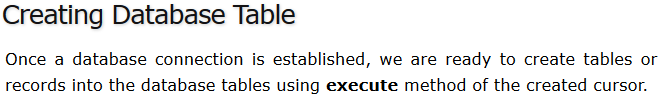 Creating Database Table
Once a database connection is established, we are ready to create tables or
records into the database tables using execute method of the created cursor.